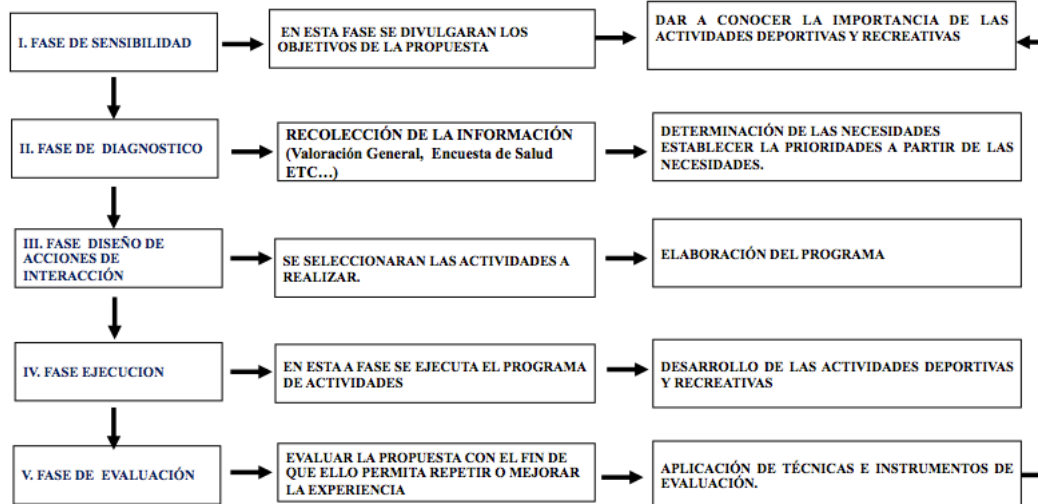 I. FASE DE SENSIBILIDAD
EN ESTA FASE SE DIVULGARAN LOS
OBJETIVOS DE LA PROPUESTA
DAR A CONOCER LA IMPORTANCIA DE LAS
ACTIVIDADES DEPORTIVAS Y RECREATIVAS
II. FASE DE DIAGNOSTICO
RECOLECCIÓN DE LA INFORMACIÓN
(Valoración General, Encuesta de Salud
ETC...)
DETERMINACIÓN DE LAS NECESIDADES
ESTABLECER LA PRIORIDADES A PARTIR DE LAS
NECESIDADES.
III. FASE DISEÑO DE
ACCIONES DE
INTERACCIÓN
SE SELECCIONARAN LAS ACTIVIDADES A
REALIZAR.
ELABORACIÓN DEL PROGRAMA
IV. FASE EJECUCION
EN ESTA A FASE SE EJECUTA EL PROGRAMA
DE ACTIVIDADES
DESARROLLO DE LAS ACTIVIDADES DEPORTIVAS
Y RECREATIVAS
V. FASE DE EVALUACIÓN
EVALUAR LA PROPUESTA CON EL FIN DE
QUE ELLO PERMITA REPETIR O MEJORAR
LA EXPERIENCIA
APLICACIÓN DE TÉCNICAS E INSTRUMENTOS DE
EVALUACIÓN.